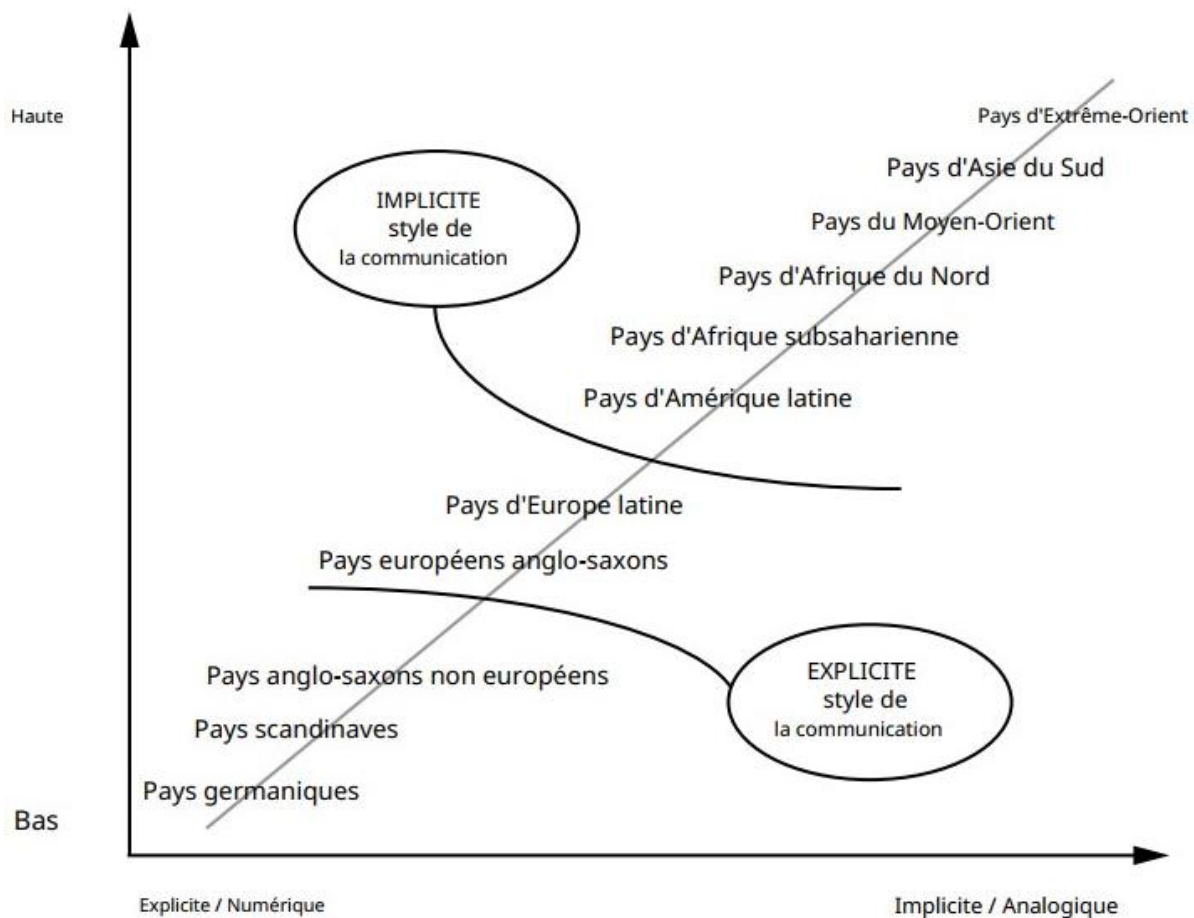 Haute
Pays d'Extrême-Orient
Pays d'Asie du Sud
IMPLICITE
style de
la communication
Pays du Moyen-Orient
Pays d'Afrique du Nord
Pays d'Afrique subsaharienne
Pays d'Amérique latine
Pays d'Europe latine
Pays européens anglo-saxons
Pays anglo-saxons non européens
EXPLICITE
style de
la communication
Pays scandinaves
Pays germaniques
Bas
Explicite / Numérique
Implicite / Analogique